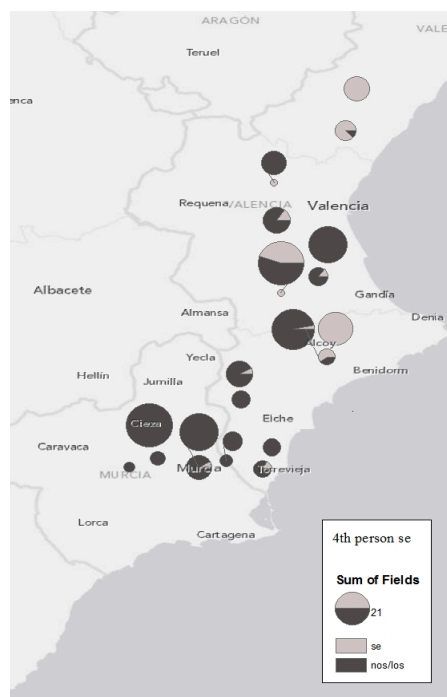 ARAGÓN
Teruel
VALE
enca
Requena
VALENCIA
Valencia
Albacete
Gandía
Almansa
Denia
Alcoy
Yecla
Benidorm
Hellín
Jumilla
Elche
Cieza
Caravaca
Murcia
Torrevieja
MURCIA
Lorca
Cartagena
4th person se
Sum of Fields
21
se
nos/los